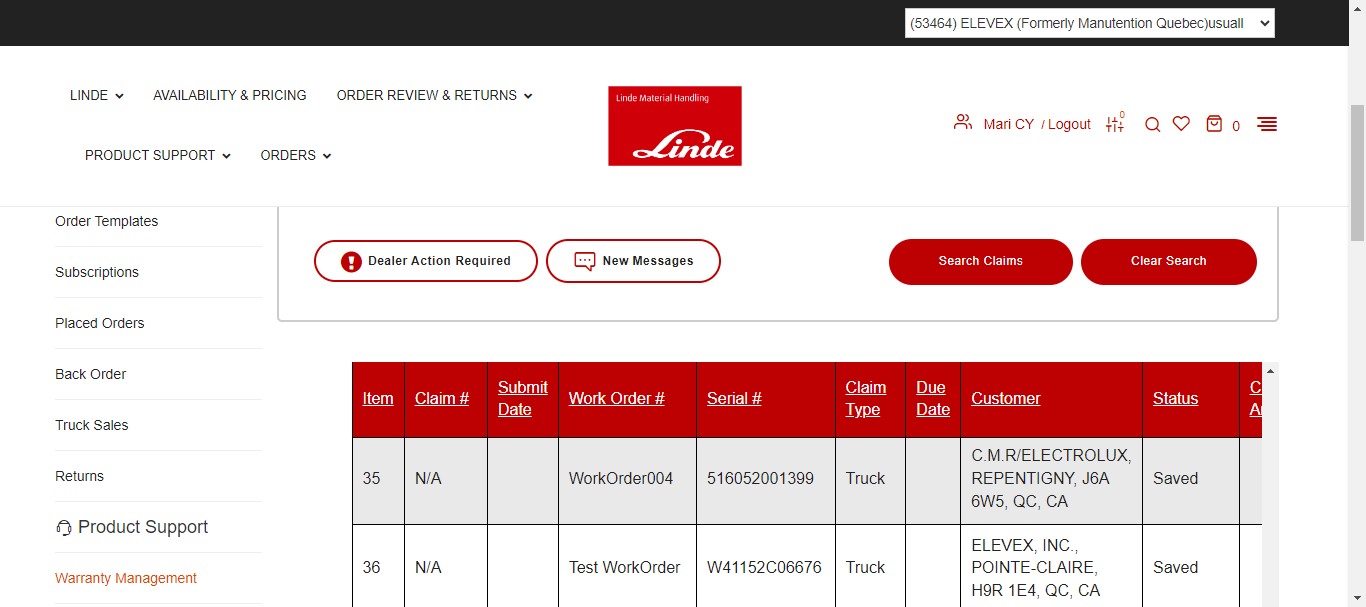 (53464) ELEVEX (Formerly Manutention Quebec)usuall
LINDE
AVAILABILITY & PRICING
ORDER REVIEW & RETURNS
PRODUCT SUPPORT
ORDERS
Linde Material Handling
Linde
Mari CY / Logout
0
0
Order Templates
Subscriptions
Placed Orders
Back Order
Truck Sales
Returns
Product Support
Warranty Management
Dealer Action Required
New Messages
Search Claims
Clear Search
Item
Claim #
Submit
Date
Work Order #
Serial #
Claim
Type
Due
Date
Customer
Status
35
N/A
WorkOrder004
516052001399
Truck
C.M.R/ELECTROLUX,
REPENTIGNY, J6A
6W5, QC, CA
Saved
36
N/A
Test WorkOrder
W41152C06676
Truck
ELEVEX, INC.,
POINTE-CLAIRE,
H9R 1E4, QC, CA
Saved